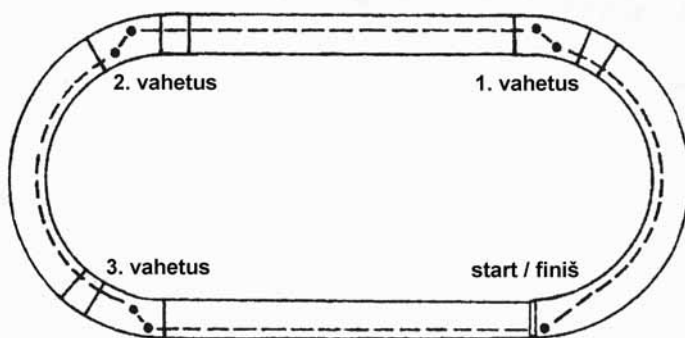 2. vahetus
1. vahetus
3. vahetus
start / finiš